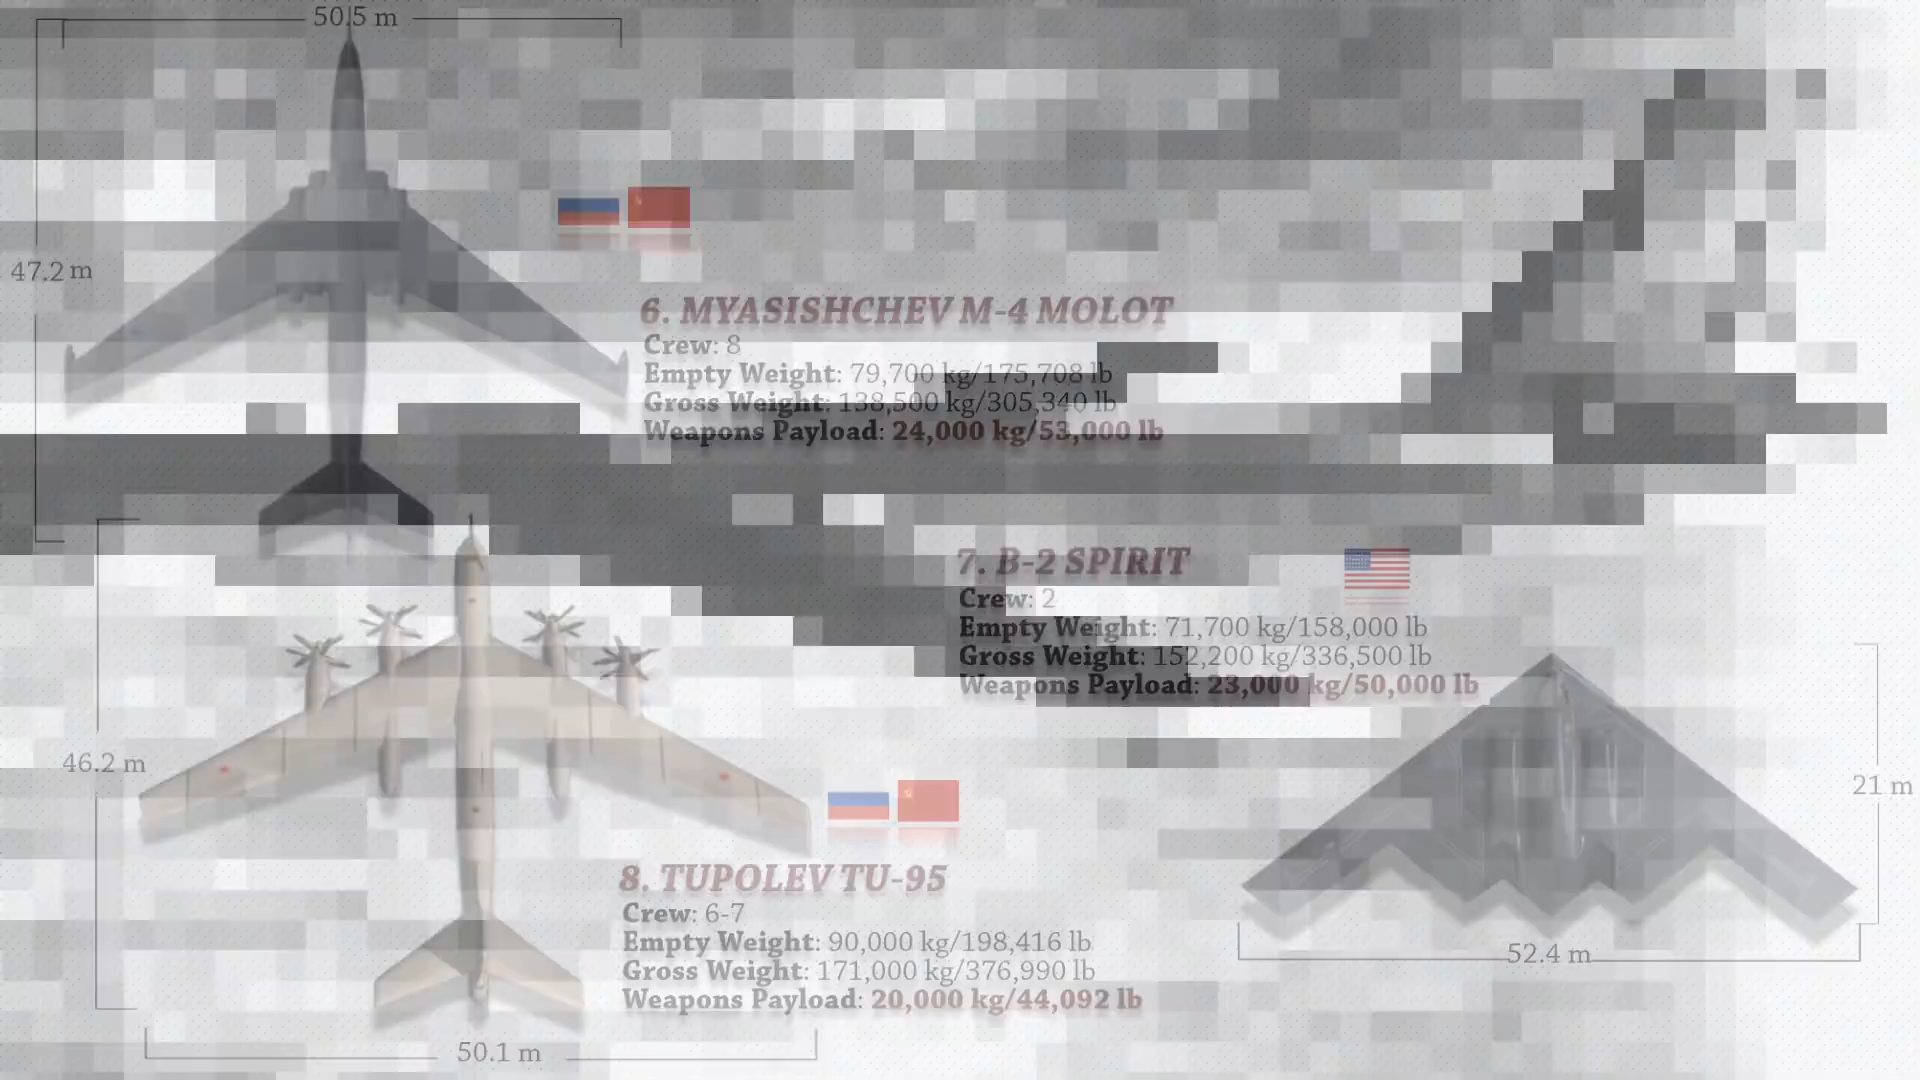 50.5 m
47.2 m
6. MYASISHCHEV M-4 MOLOT
Crew: 8
Empty Weight: 79,700 kg/175,708 lb
Gross Weight: 138,500 kg/305,340 lb
Weapons Payload: 24,000 kg/53,000 lb
7. B-2 SPIRIT
Crew: 2
Empty Weight: 71,700 kg/158,000 lb
Gross Weight: 152,200 kg/336,500 lb
Weapons Payload: 23,000 kg/50,000 lb
21 m
52.4 m
46.2 m
8. TUPOLEV TU-95
Crew: 6-7
Empty Weight: 90,000 kg/198,416 lb
Gross Weight: 171,000 kg/376,990 lb
Weapons Payload: 20,000 kg/44,092 lb
50.1 m